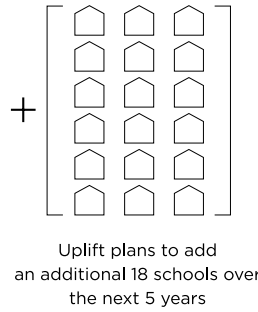 +
Uplift plans to add
an additional 18 schools over
the next 5 years